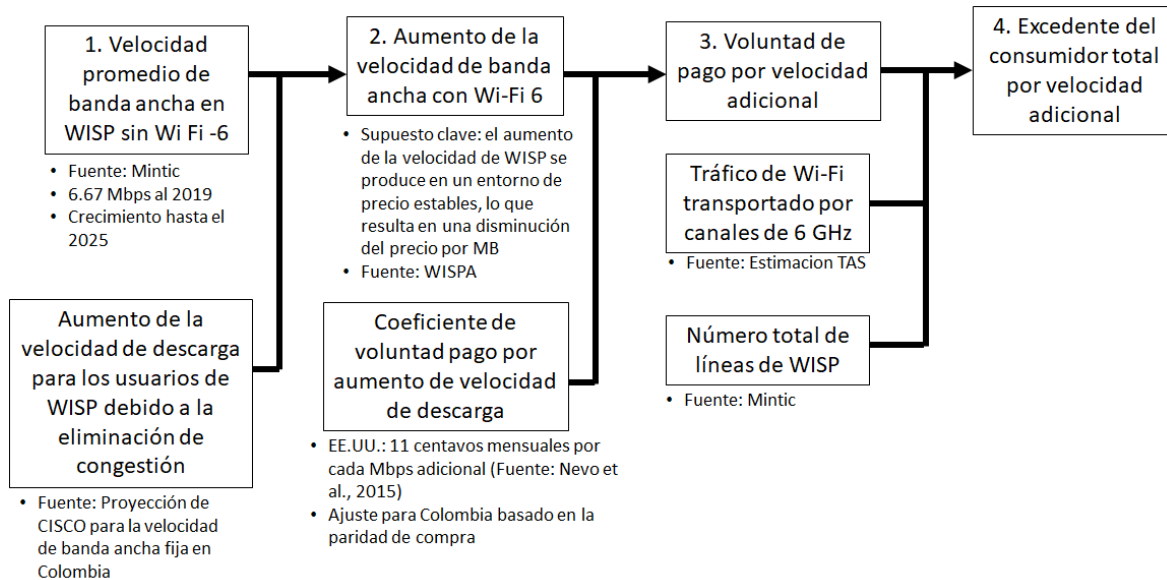 1. Velocidad
promedio de
banda ancha en
WISP sin Wi Fi -6
• Fuente: Mintic
• 6.67 Mbps al 2019
• Crecimiento hasta el
2025
Aumento de la
velocidad de descarga
para los usuarios de
WISP debido a la
eliminación de
congestión
• Fuente: Proyección de
CISCO para la velocidad
de banda ancha fija en
Colombia
2. Aumento de la
velocidad de banda
ancha con Wi-Fi 6
• Supuesto clave: el aumento
de la velocidad de WISP se
produce en un entorno de
precio estables, lo que
resulta en una disminución
del precio por MB
• Fuente: WISPA
Coeficiente de
voluntad pago por
aumento de velocidad
de descarga
• EE.UU.: 11 centavos mensuales por
cada Mbps adicional (Fuente: Nevo et
al., 2015)
• Ajuste para Colombia basado en la
paridad de compra
3. Voluntad de
pago por velocidad
adicional
Tráfico de Wi-Fi
transportado por
canales de 6 GHz
• Fuente: Estimacion TAS
Número total de
líneas de WISP
• Fuente: Mintic
4. Excedente del
consumidor total
por velocidad
adicional